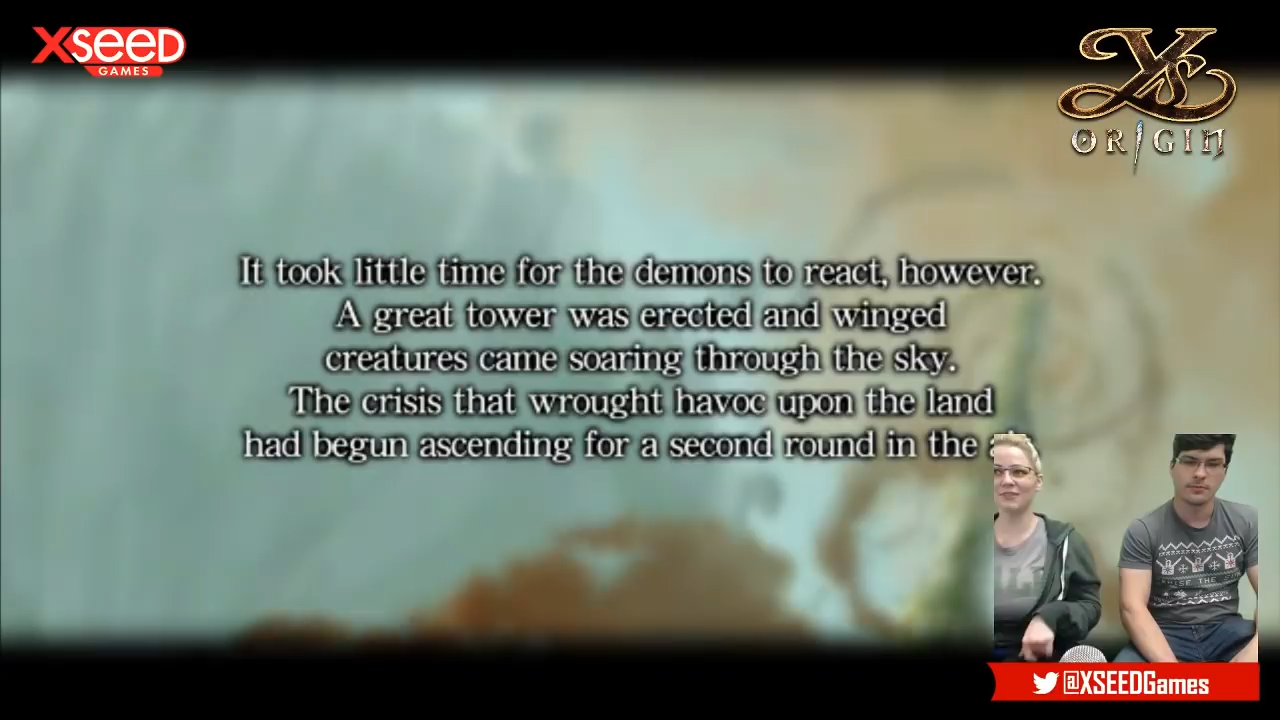 XSEED
GAMES
Ys
ORIGIN
It took little time for the demons to react, however.
A great tower was erected and winged
creatures came soaring through the sky.
The crisis that wrought havoc upon the land
had begun ascending for a second round in the
@XSEEDGames